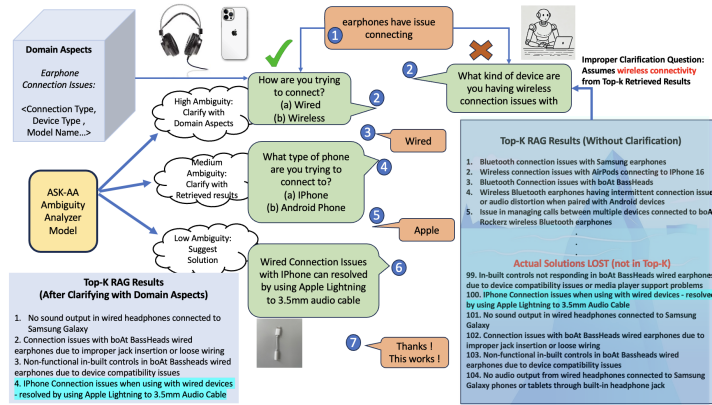 Domain Aspects
Earphone
Connection Issues:
<Connection Type,
Device Type ,
Model Name...>
1
earphones have issue
connecting
How are you trying
to connect?
(a) Wired
(b) Wireless
2
2
What kind of device are
you having wireless
connection issues with
Improper Clarification Question:
Assumes wireless connectivity
from Top-k Retrieved Results
High Ambiguity:
Clarify with
Domain Aspects
3
Wired
ASK-AA
Ambiguity
Analyzer
Model
Medium
Ambiguity:
Clarify with
Retrieved results
What type of phone
are you trying to
connect to?
(a) IPhone
(b) Android Phone
4
5
Apple
Low Ambiguity:
Suggest
Solution
Wired Connection Issues
with IPhone can resolved
by using Apple Lightning
to 3.5mm audio cable
6
7
Thanks !
This works !
Top-K RAG Results
(After Clarifying with Domain Aspects)
1. No sound output in wired headphones connected to
Samsung Galaxy
2. Connection issues with boAt BassHeads wired
earphones due to improper jack insertion or loose wiring
3. Non-functional in-built controls in boAt Bassheads wired
earphones due to device compatibility issues
4. IPhone Connection issues when using with wired devices
- resolved by using Apple Lightning to 3.5mm Audio Cable
Top-K RAG Results (Without Clarification)
1. Bluetooth connection issues with Samsung earphones
2. Wireless connection issues with AirPods connecting to IPhone 16
3. Bluetooth Connection issues with boAt BassHeads
4. Wireless Bluetooth earphones having intermittent connection issue
or audio distortion when paired with Android devices
5. Issue in managing calls between multiple devices connected to boA
Rockerz wireless Bluetooth earphones
.
.
.
Actual Solutions LOST (not in Top-K)
99. In-built controls not responding in boAt BassHeads wired earphones
due to device compatibility issues or media player support problems
100. IPhone Connection issues when using with wired devices - resolved
by using Apple Lightning to 3.5mm Audio Cable
101. No sound output in wired headphones connected to Samsung
Galaxy
102. Connection issues with boAt BassHeads wired earphones due to
improper jack insertion or loose wiring
103. Non-functional in-built controls in boAt Bassheads wired
earphones due to device compatibility issues
104. No audio output from wired headphones connected to Samsung
Galaxy phones or tablets through built-in headphone jack